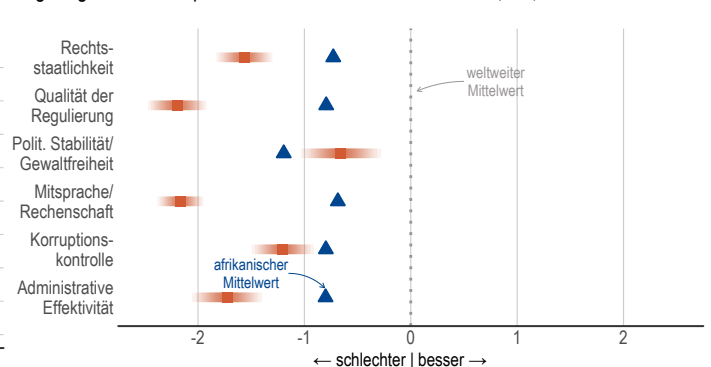 Rechts-
staatlichkeit
Qualität der
Regulierung
Polit. Stabilität/
Gewaltfreiheit
Mitsprache/
Rechenschaft
Korruptions-
kontrolle
Administrative
Effektivität
weltweiter
Mittelwert
afrikanischer
Mittelwert
-2 -1 0 1 2
← schlechter | besser →